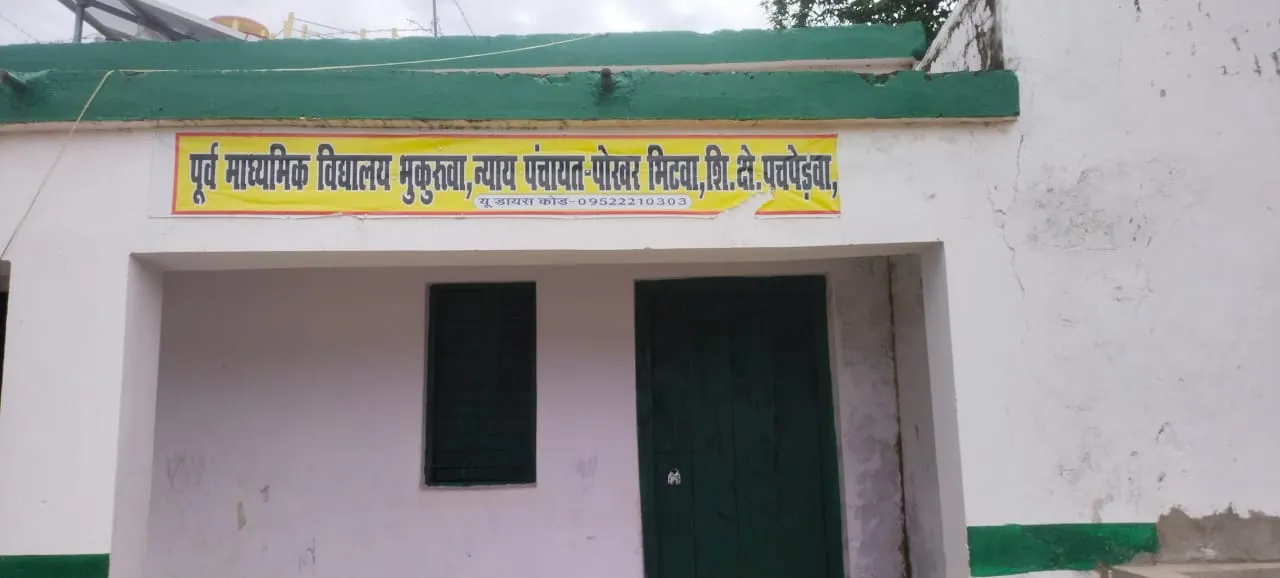 पूर्व माध्यमिक विद्यालय भुकुरुवा, न्याय पंचायत-पोखर भिटवा, शि. क्षे. पचपेड़वा,
यू डायस कोड-09522210303